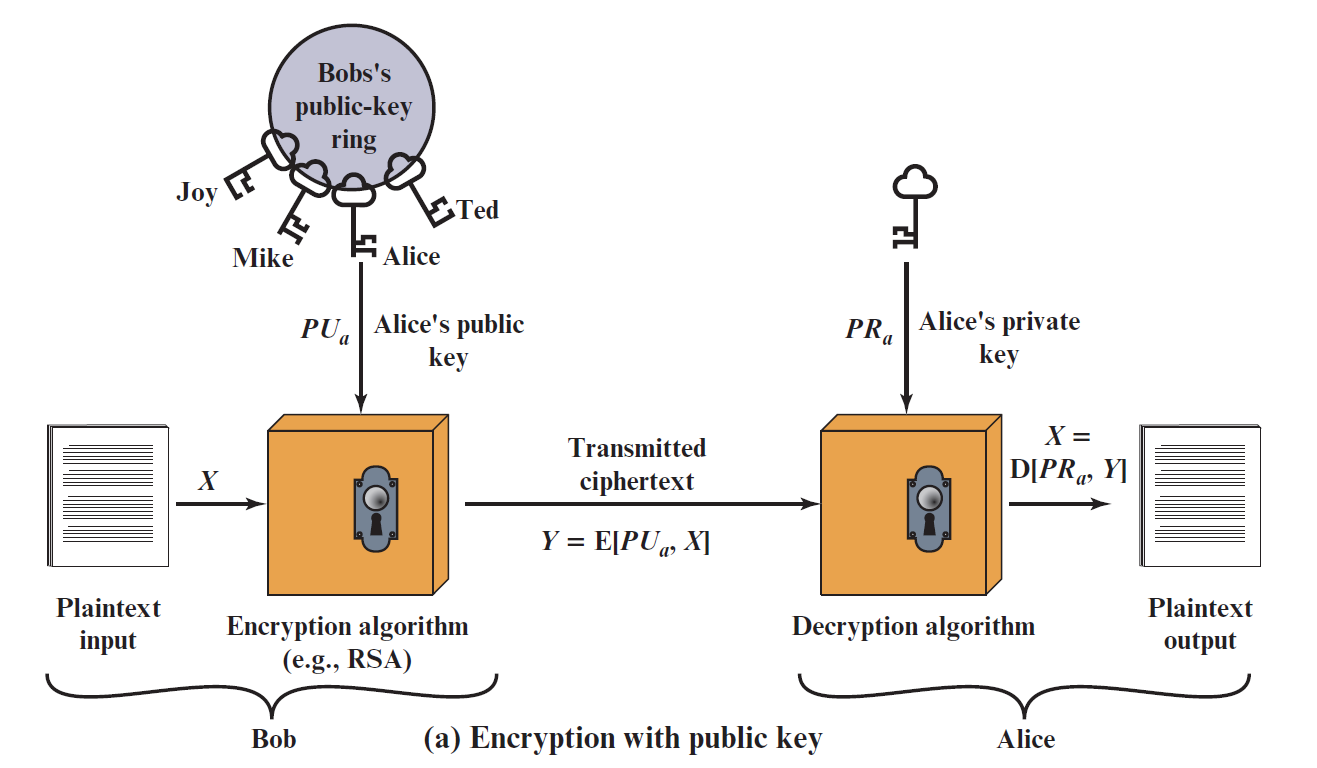 Bobs's
public-key
ring
Joy
Ted
Mike
Alice
PUa
Alice's public
key
PRa
Alice's private
key
X
Transmitted
ciphertext
Y = E[PUa, X]
X =
D[PRa, Y]
Plaintext
input
Encryption algorithm
(e.g., RSA)
Decryption algorithm
Plaintext
output
Bob
(a) Encryption with public key
Alice